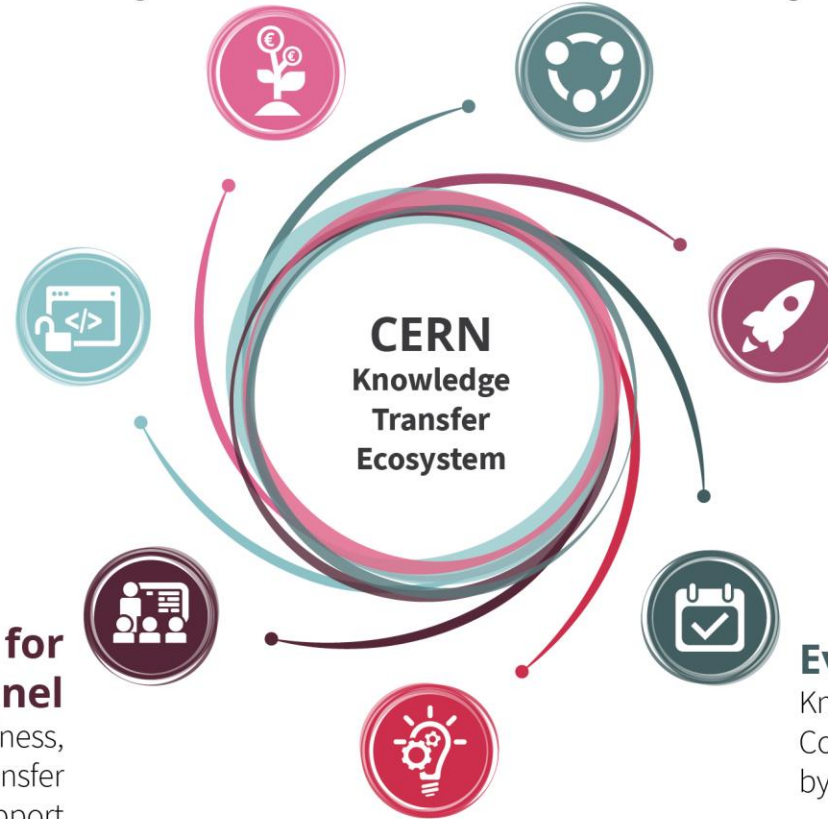 CERN
Knowledge
Transfer
Ecosystem
for
nel
ness,
nsfer
Ev
Kn
Co
by